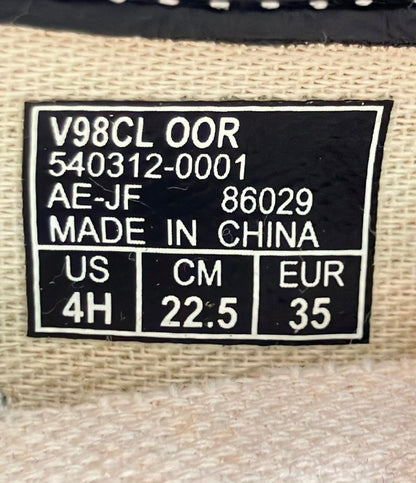 V98CL OOR
540312-0001
AE-JF 86029
MADE IN CHINA
US CM EUR
4H 22.5 35